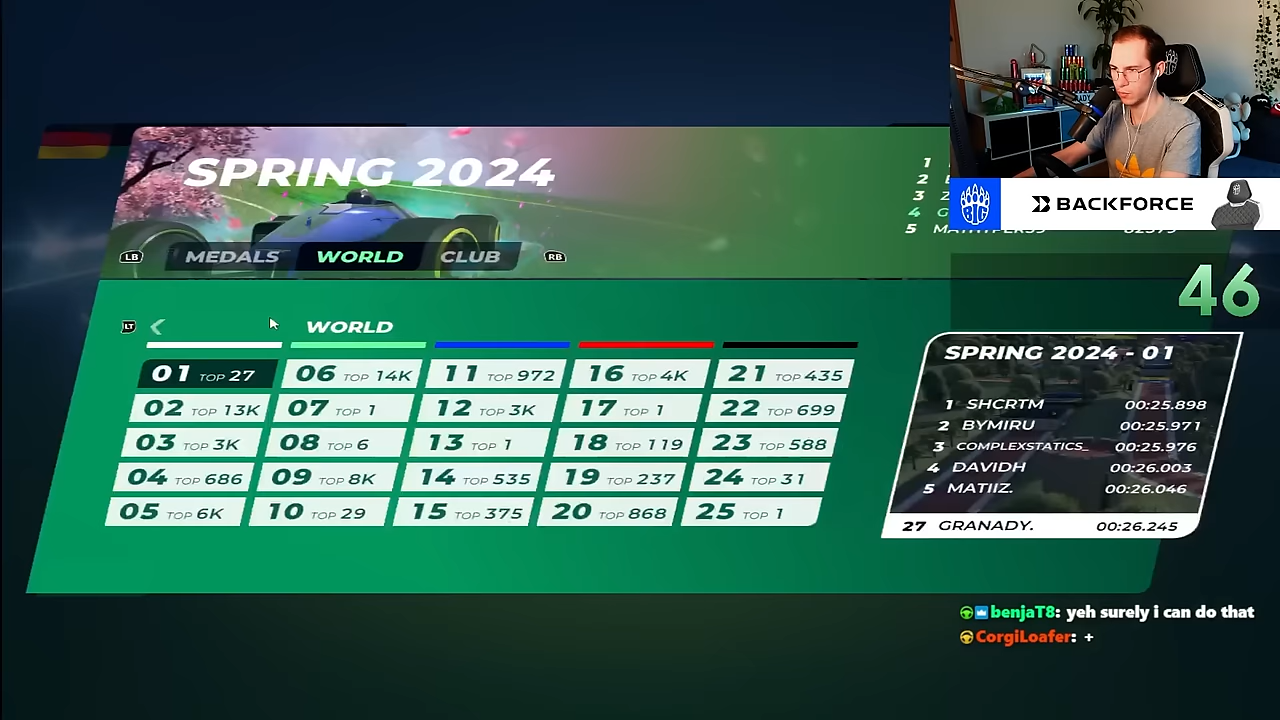 SPRING 2024
1
2
3
4 G
5
LB MEDALS WORLD CLUB RB
BIG BACKFORCE
46
LT WORLD
01 TOP 27 06 TOP 14K 11 TOP 972 16 TOP 4K 21 TOP 435
02 TOP 13K 07 TOP 1 12 TOP 3K 17 TOP 1 22 TOP 699
03 TOP 3K 08 TOP 6 13 TOP 1 18 TOP 119 23 TOP 588
04 TOP 686 09 TOP 8K 14 TOP 535 19 TOP 237 24 TOP 31
05 TOP 6K 10 TOP 29 15 TOP 375 20 TOP 868 25 TOP 1
SPRING 2024 - 01
1 SHCRTM 00:25.898
2 BYMIRU 00:25.971
3 COMPLEXSTATICS_ 00:25.976
4 DAVIDH 00:26.003
5 MATIIZ. 00:26.046
27 GRANADY. 00:26.245
benjaT8: yeh surely i can do that
CorgiLoafer: +